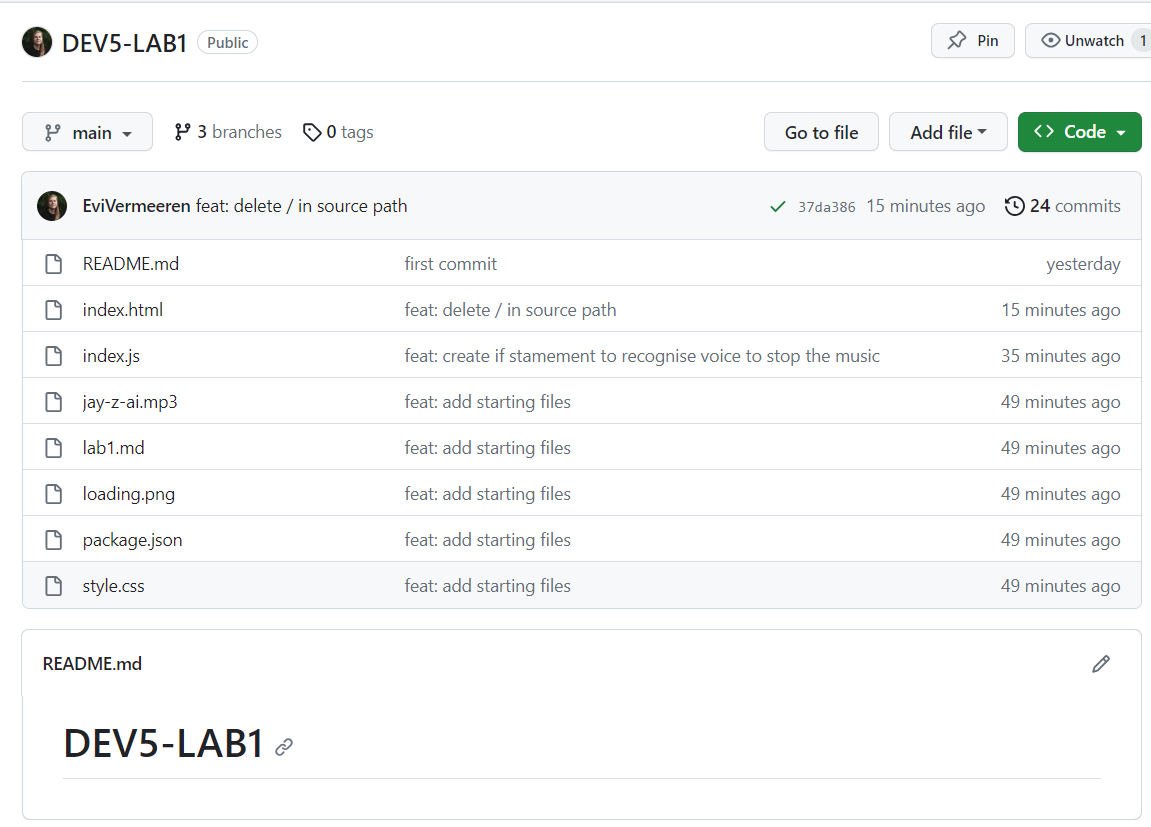 DEV5-LAB1 Public Pin Unwatch 1
main 3 branches 0 tags Go to file Add file Code
EviVermeeren feat: delete / in source path 37da386 15 minutes ago 24 commits
README.md first commit yesterday
index.html feat: delete / in source path 15 minutes ago
index.js feat: create if stamement to recognise voice to stop the music 35 minutes ago
jay-z-ai.mp3 feat: add starting files 49 minutes ago
lab1.md feat: add starting files 49 minutes ago
loading.png feat: add starting files 49 minutes ago
package.json feat: add starting files 49 minutes ago
style.css feat: add starting files 49 minutes ago
README.md
DEV5-LAB1